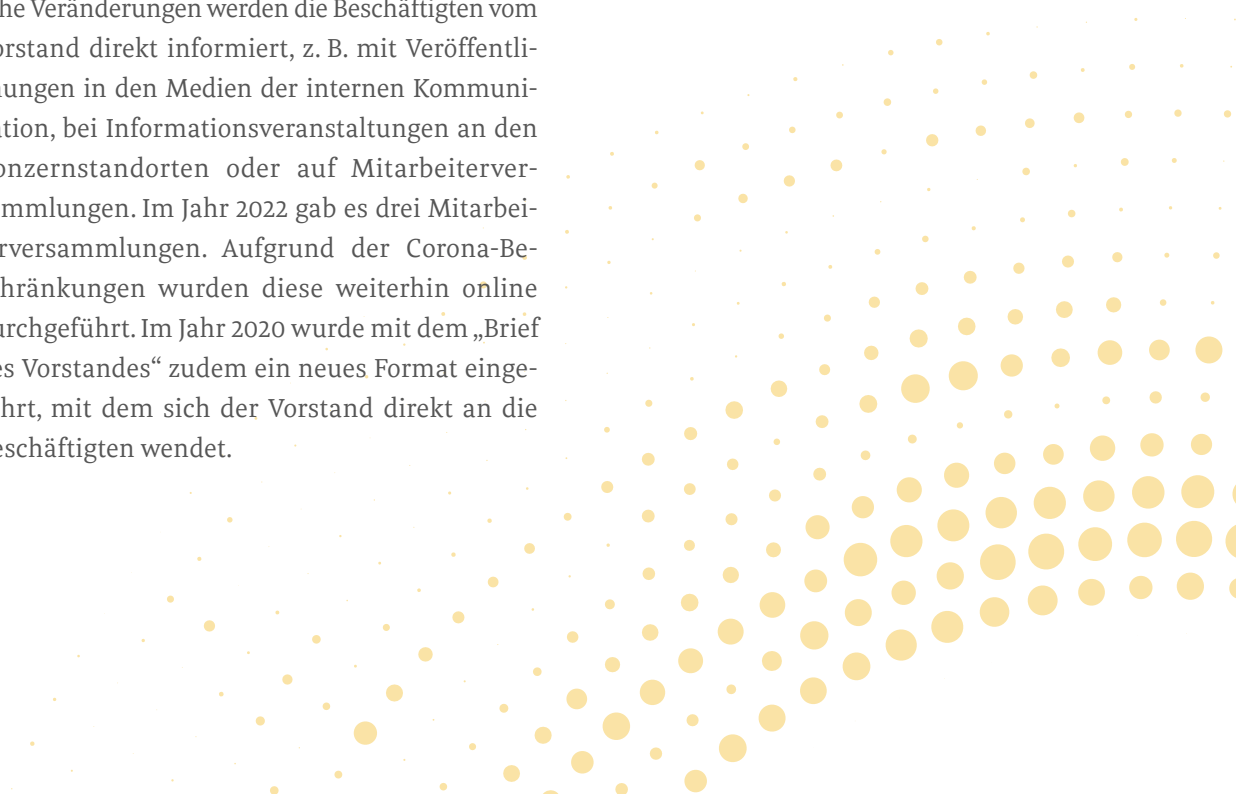 he Veränderungen werden die Beschäftigten vom
orstand direkt informiert, z. B. mit Veröffentli-
ungen in den Medien der internen Kommuni-
tion, bei Informationsveranstaltungen an den
onzernstandorten oder auf Mitarbeiterver-
mmlungen. Im Jahr 2022 gab es drei Mitarbei-
rversammlungen. Aufgrund der Corona-Be-
hränkungen wurden diese weiterhin online
urchgeführt. Im Jahr 2020 wurde mit dem „Brief
es Vorstandes“ zudem ein neues Format einge-
hrt, mit dem sich der Vorstand direkt an die
eschäftigten wendet.